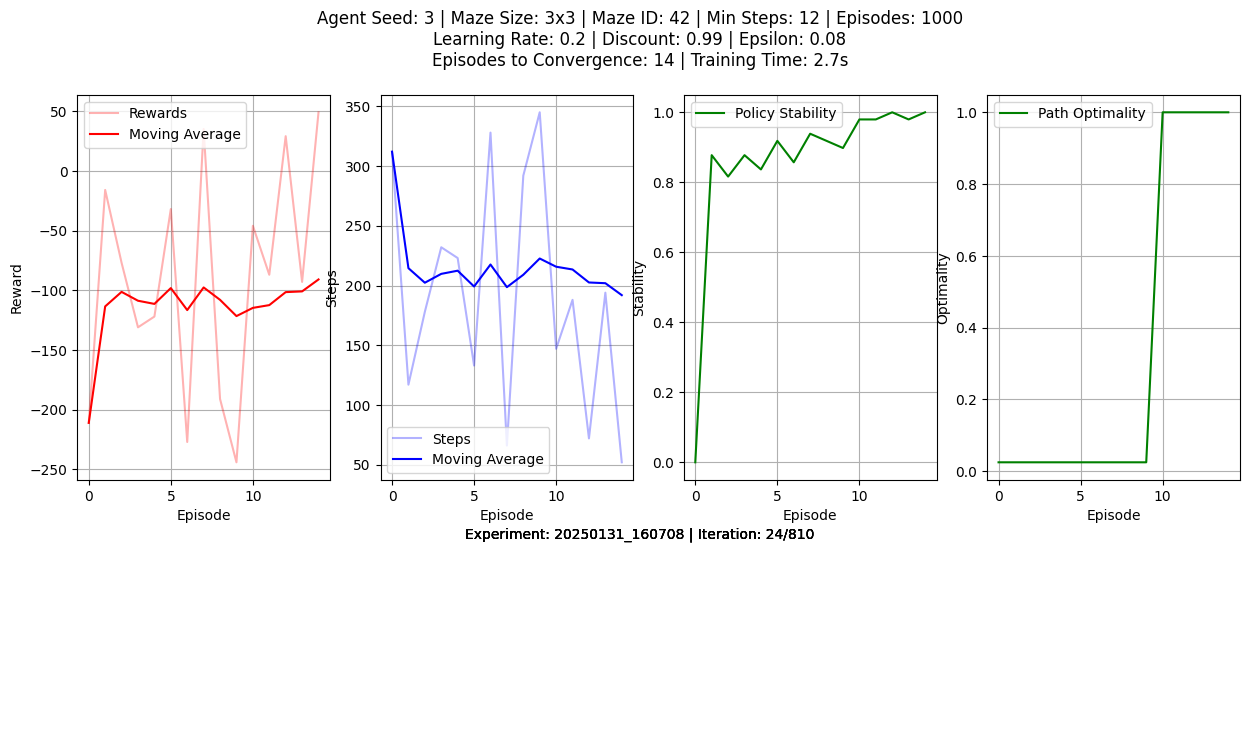 Agent Seed: 3 | Maze Size: 3x3 | Maze ID: 42 | Min Steps: 12 | Episodes: 1000
Learning Rate: 0.2 | Discount: 0.99 | Epsilon: 0.08
Episodes to Convergence: 14 | Training Time: 2.7s
Rewards
Moving Average
50
0
−50
−100
−150
−200
−250
Reward
0
5
10
Episode
Steps
Moving Average
350
300
250
200
150
100
50
Steps
0
5
10
Episode
Policy Stability
1.0
0.8
0.6
0.4
0.2
0.0
Stability
0
5
10
Episode
Path Optimality
1.0
0.8
0.6
0.4
0.2
0.0
Optimality
0
5
10
Episode
Experiment: 20250131_160708 | Iteration: 24/810